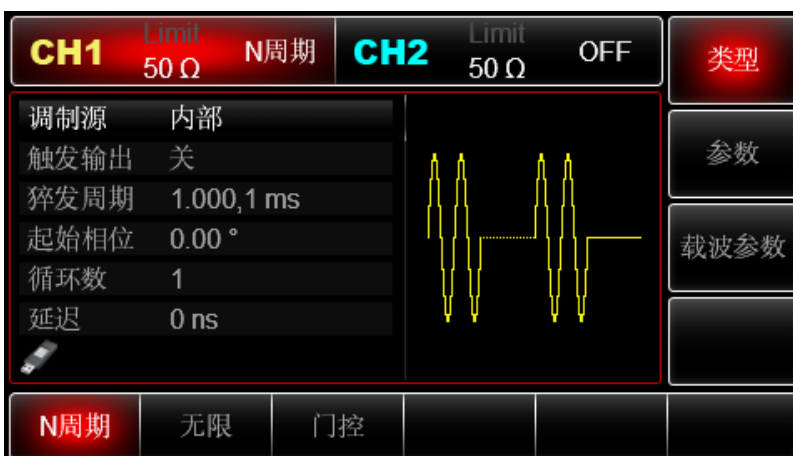 CH1 Limit 50 Ω N周期 CH2 Limit 50 Ω OFF 类型
调制源 内部
触发输出 关
猝发周期 1.000,1 ms
起始相位 0.00 °
循环数 1
延迟 0 ns
参数
载波参数
N周期 无限 门控